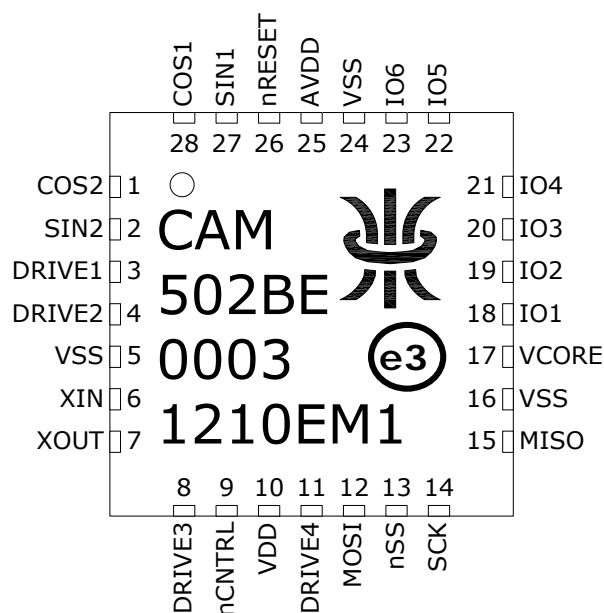 COS1 SIN1 nRESET AVDD VSS IO6 IO5
28 27 26 25 24 23 22
COS2 1 21 IO4
SIN2 2 CAM 20 IO3
DRIVE1 3 19 IO2
DRIVE2 4 502BE 18 IO1
VSS 5 0003 e3 17 VCORE
XIN 6 16 VSS
XOUT 7 1210EM1 15 MISO
8 9 10 11 12 13 14
DRIVE3 nCNTRL VDD DRIVE4 MOSI nSS SCK